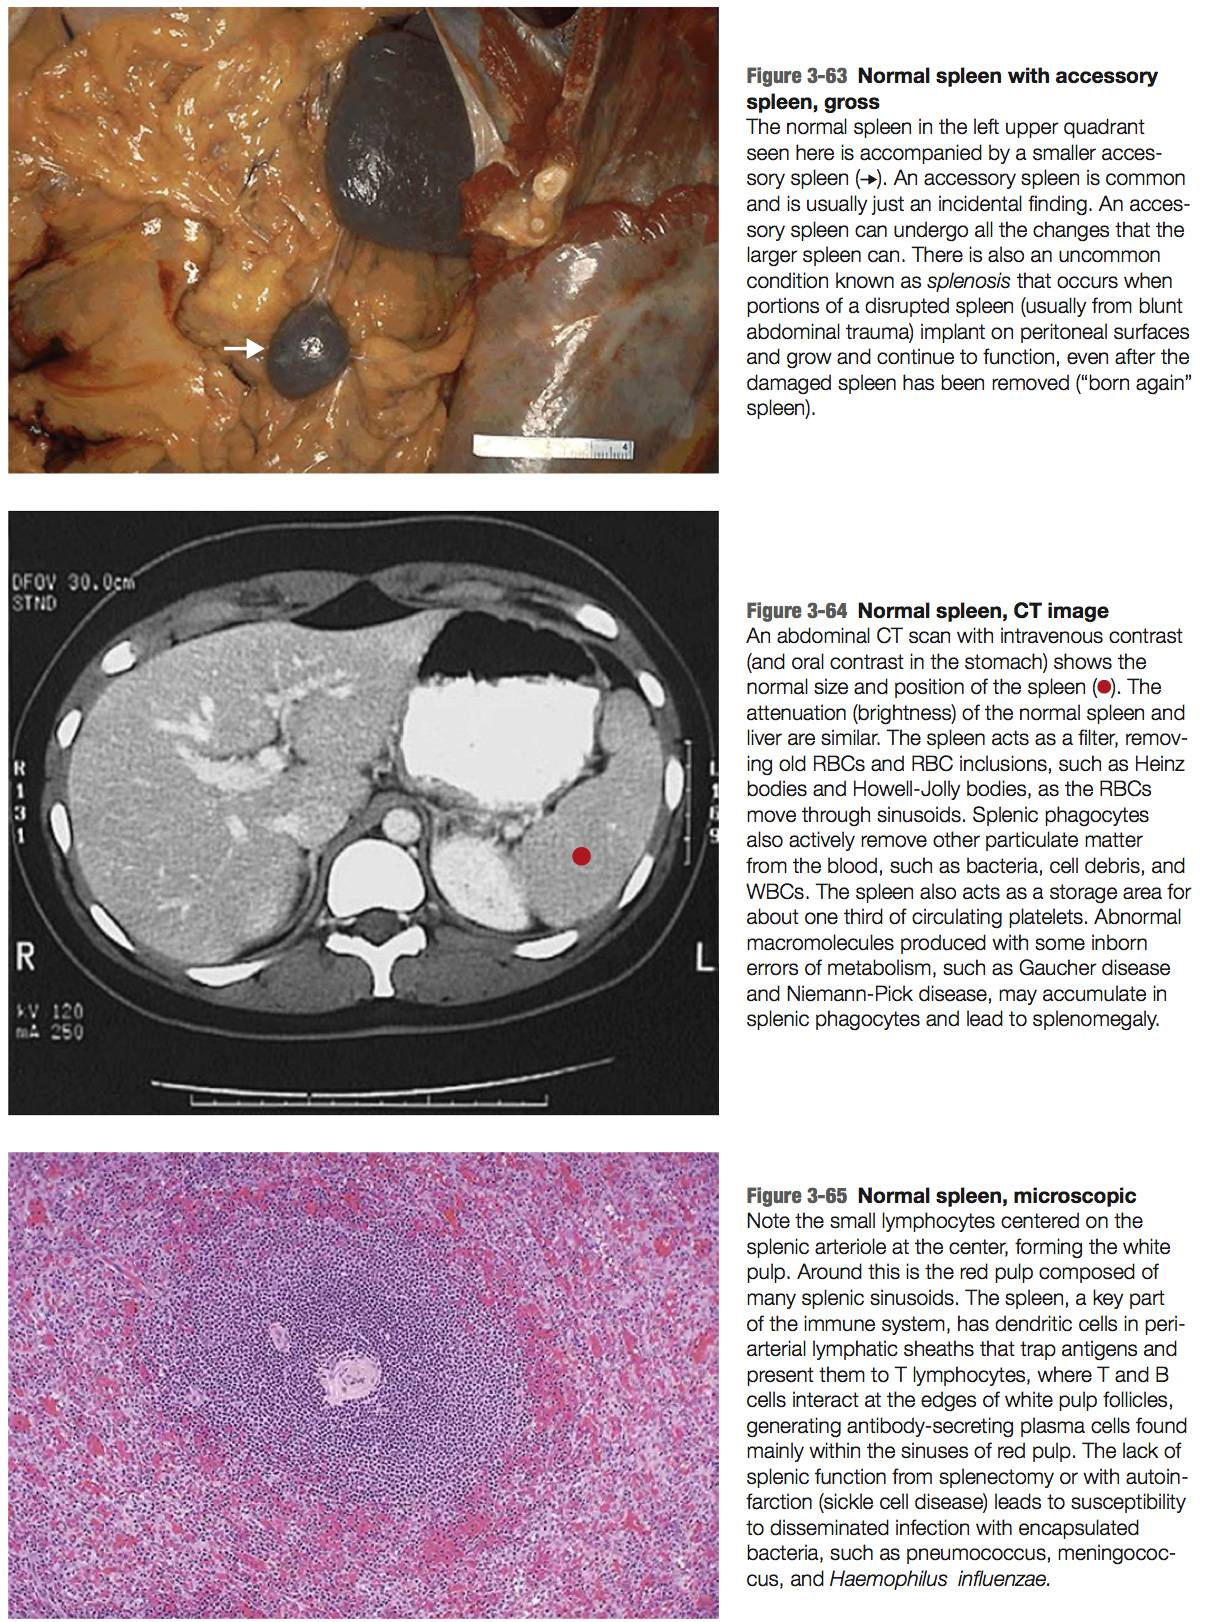 Figure 3-63 Normal spleen with accessory
spleen, gross
The normal spleen in the left upper quadrant
seen here is accompanied by a smaller acces-
sory spleen (→). An accessory spleen is common
and is usually just an incidental finding. An acces-
sory spleen can undergo all the changes that the
larger spleen can. There is also an uncommon
condition known as splenosis that occurs when
portions of a disrupted spleen (usually from blunt
abdominal trauma) implant on peritoneal surfaces
and grow and continue to function, even after the
damaged spleen has been removed (“born again”
spleen).
4
DFOV 30.0cm
STND
R
1
3
1
R
L
kV 120
mA 250
Figure 3-64 Normal spleen, CT image
An abdominal CT scan with intravenous contrast
(and oral contrast in the stomach) shows the
normal size and position of the spleen (●). The
attenuation (brightness) of the normal spleen and
liver are similar. The spleen acts as a filter, remov-
ing old RBCs and RBC inclusions, such as Heinz
bodies and Howell-Jolly bodies, as the RBCs
move through sinusoids. Splenic phagocytes
also actively remove other particulate matter
from the blood, such as bacteria, cell debris, and
WBCs. The spleen also acts as a storage area for
about one third of circulating platelets. Abnormal
macromolecules produced with some inborn
errors of metabolism, such as Gaucher disease
and Niemann-Pick disease, may accumulate in
splenic phagocytes and lead to splenomegaly.
Figure 3-65 Normal spleen, microscopic
Note the small lymphocytes centered on the
splenic arteriole at the center, forming the white
pulp. Around this is the red pulp composed of
many splenic sinusoids. The spleen, a key part
of the immune system, has dendritic cells in peri-
arterial lymphatic sheaths that trap antigens and
present them to T lymphocytes, where T and B
cells interact at the edges of white pulp follicles,
generating antibody-secreting plasma cells found
mainly within the sinuses of red pulp. The lack of
splenic function from splenectomy or with autoin-
farction (sickle cell disease) leads to susceptibility
to disseminated infection with encapsulated
bacteria, such as pneumococcus, meningococ-
cus, and Haemophilus influenzae.